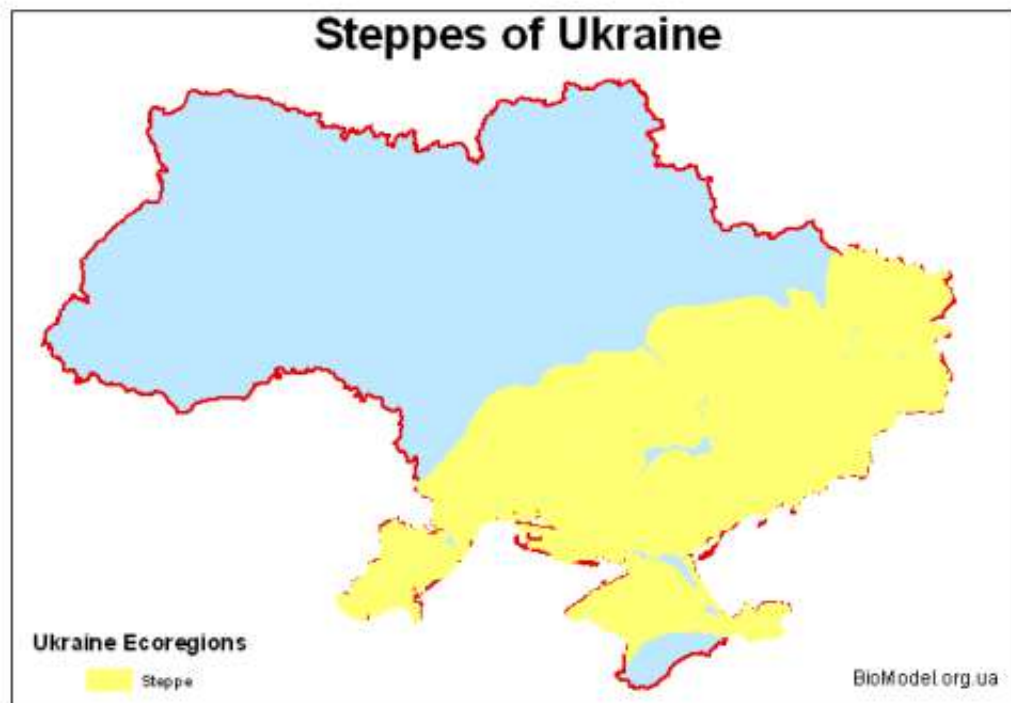 Steppes of Ukraine
Ukraine Ecoregions
Steppe
BioModel.org.ua